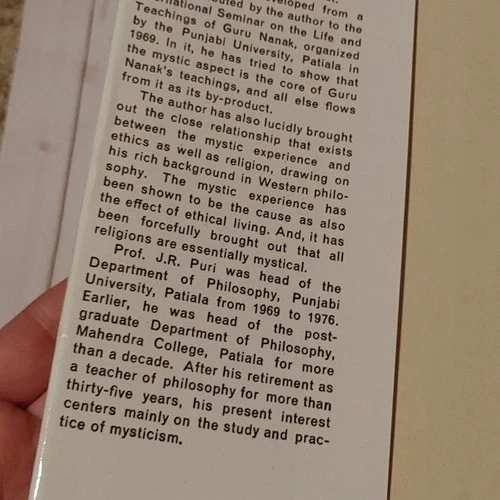 veloped from a
buted by the author to the
ernational Seminar on the Life and
Teachings of Guru Nanak, organized
by the Punjabi University, Patiala in
1969. In it, he has tried to show that
the mystic aspect is the core of Guru
Nanak's teachings, and all else flows
from it as its by-product.
The author has also lucidly brought
out the close relationship that exists
between the mystic experience and
ethics as well as religion, drawing on
his rich background in Western philo-
sophy. The mystic experience has
been shown to be the cause as also
the effect of ethical living. And, it has
been forcefully brought out that all
religions are essentially mystical.
Prof. J.R. Puri was head of the
Department of Philosophy, Punjabi
University, Patiala from 1969 to 1976.
Earlier, he was head of the post-
graduate Department of Philosophy,
Mahendra College, Patiala for more
than a decade. After his retirement as
a teacher of philosophy for more than
thirty-five years, his present interest
centers mainly on the study and prac-
tice of mysticism.